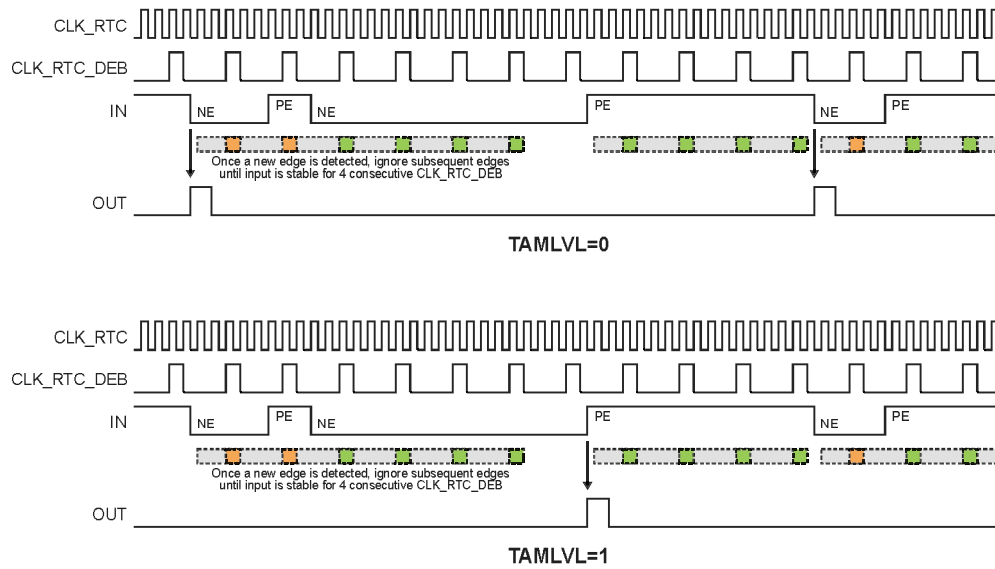 CLK_RTC
CLK_RTC_DEB
IN
NE
PE
NE
PE
NE
PE
Once a new edge is detected, ignore subsequent edges
until input is stable for 4 consecutive CLK_RTC_DEB
OUT
TAMLVL=0
CLK_RTC
CLK_RTC_DEB
IN
NE
PE
NE
PE
NE
PE
Once a new edge is detected, ignore subsequent edges
until input is stable for 4 consecutive CLK_RTC_DEB
OUT
TAMLVL=1